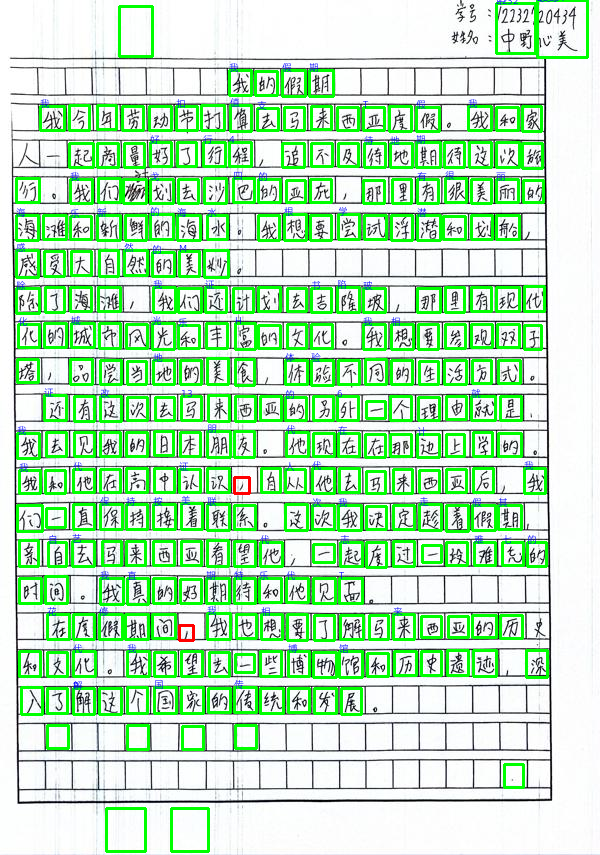 学号：1223220434
姓名：中野心美
我的假期
我今年劳动节打算去马来西亚度假。我和家
人一起商量好了行程，迫不及待地期待这次旅
行。我们计划去沙巴的亚庇，那里有很美丽的
海滩和新鲜的海水。我想要尝试浮潜和划船，
感受大自然的美妙。
除了海滩，我们还计划去吉隆坡，那里有现代
化的城市风光和丰富的文化。我想要参观双子
塔，品尝当地的美食，体验不同的生活方式。
还有这次去马来西亚的另外一个理由就是，
我去见我的日本朋友。他现在在那边上学的。
我和他在高中认识，自从他去马来西亚后，我
们一直保持按着联系。这次我决定趁着假期，
亲自去马来西亚看望他，一起度过一段难忘的
时间。我真的好期待和他见面。
在度假期间，我也想要了解马来西亚的历史
和文化。我希望去一些博物馆和历史遗迹，深
入了解这个国家的传统和发展。